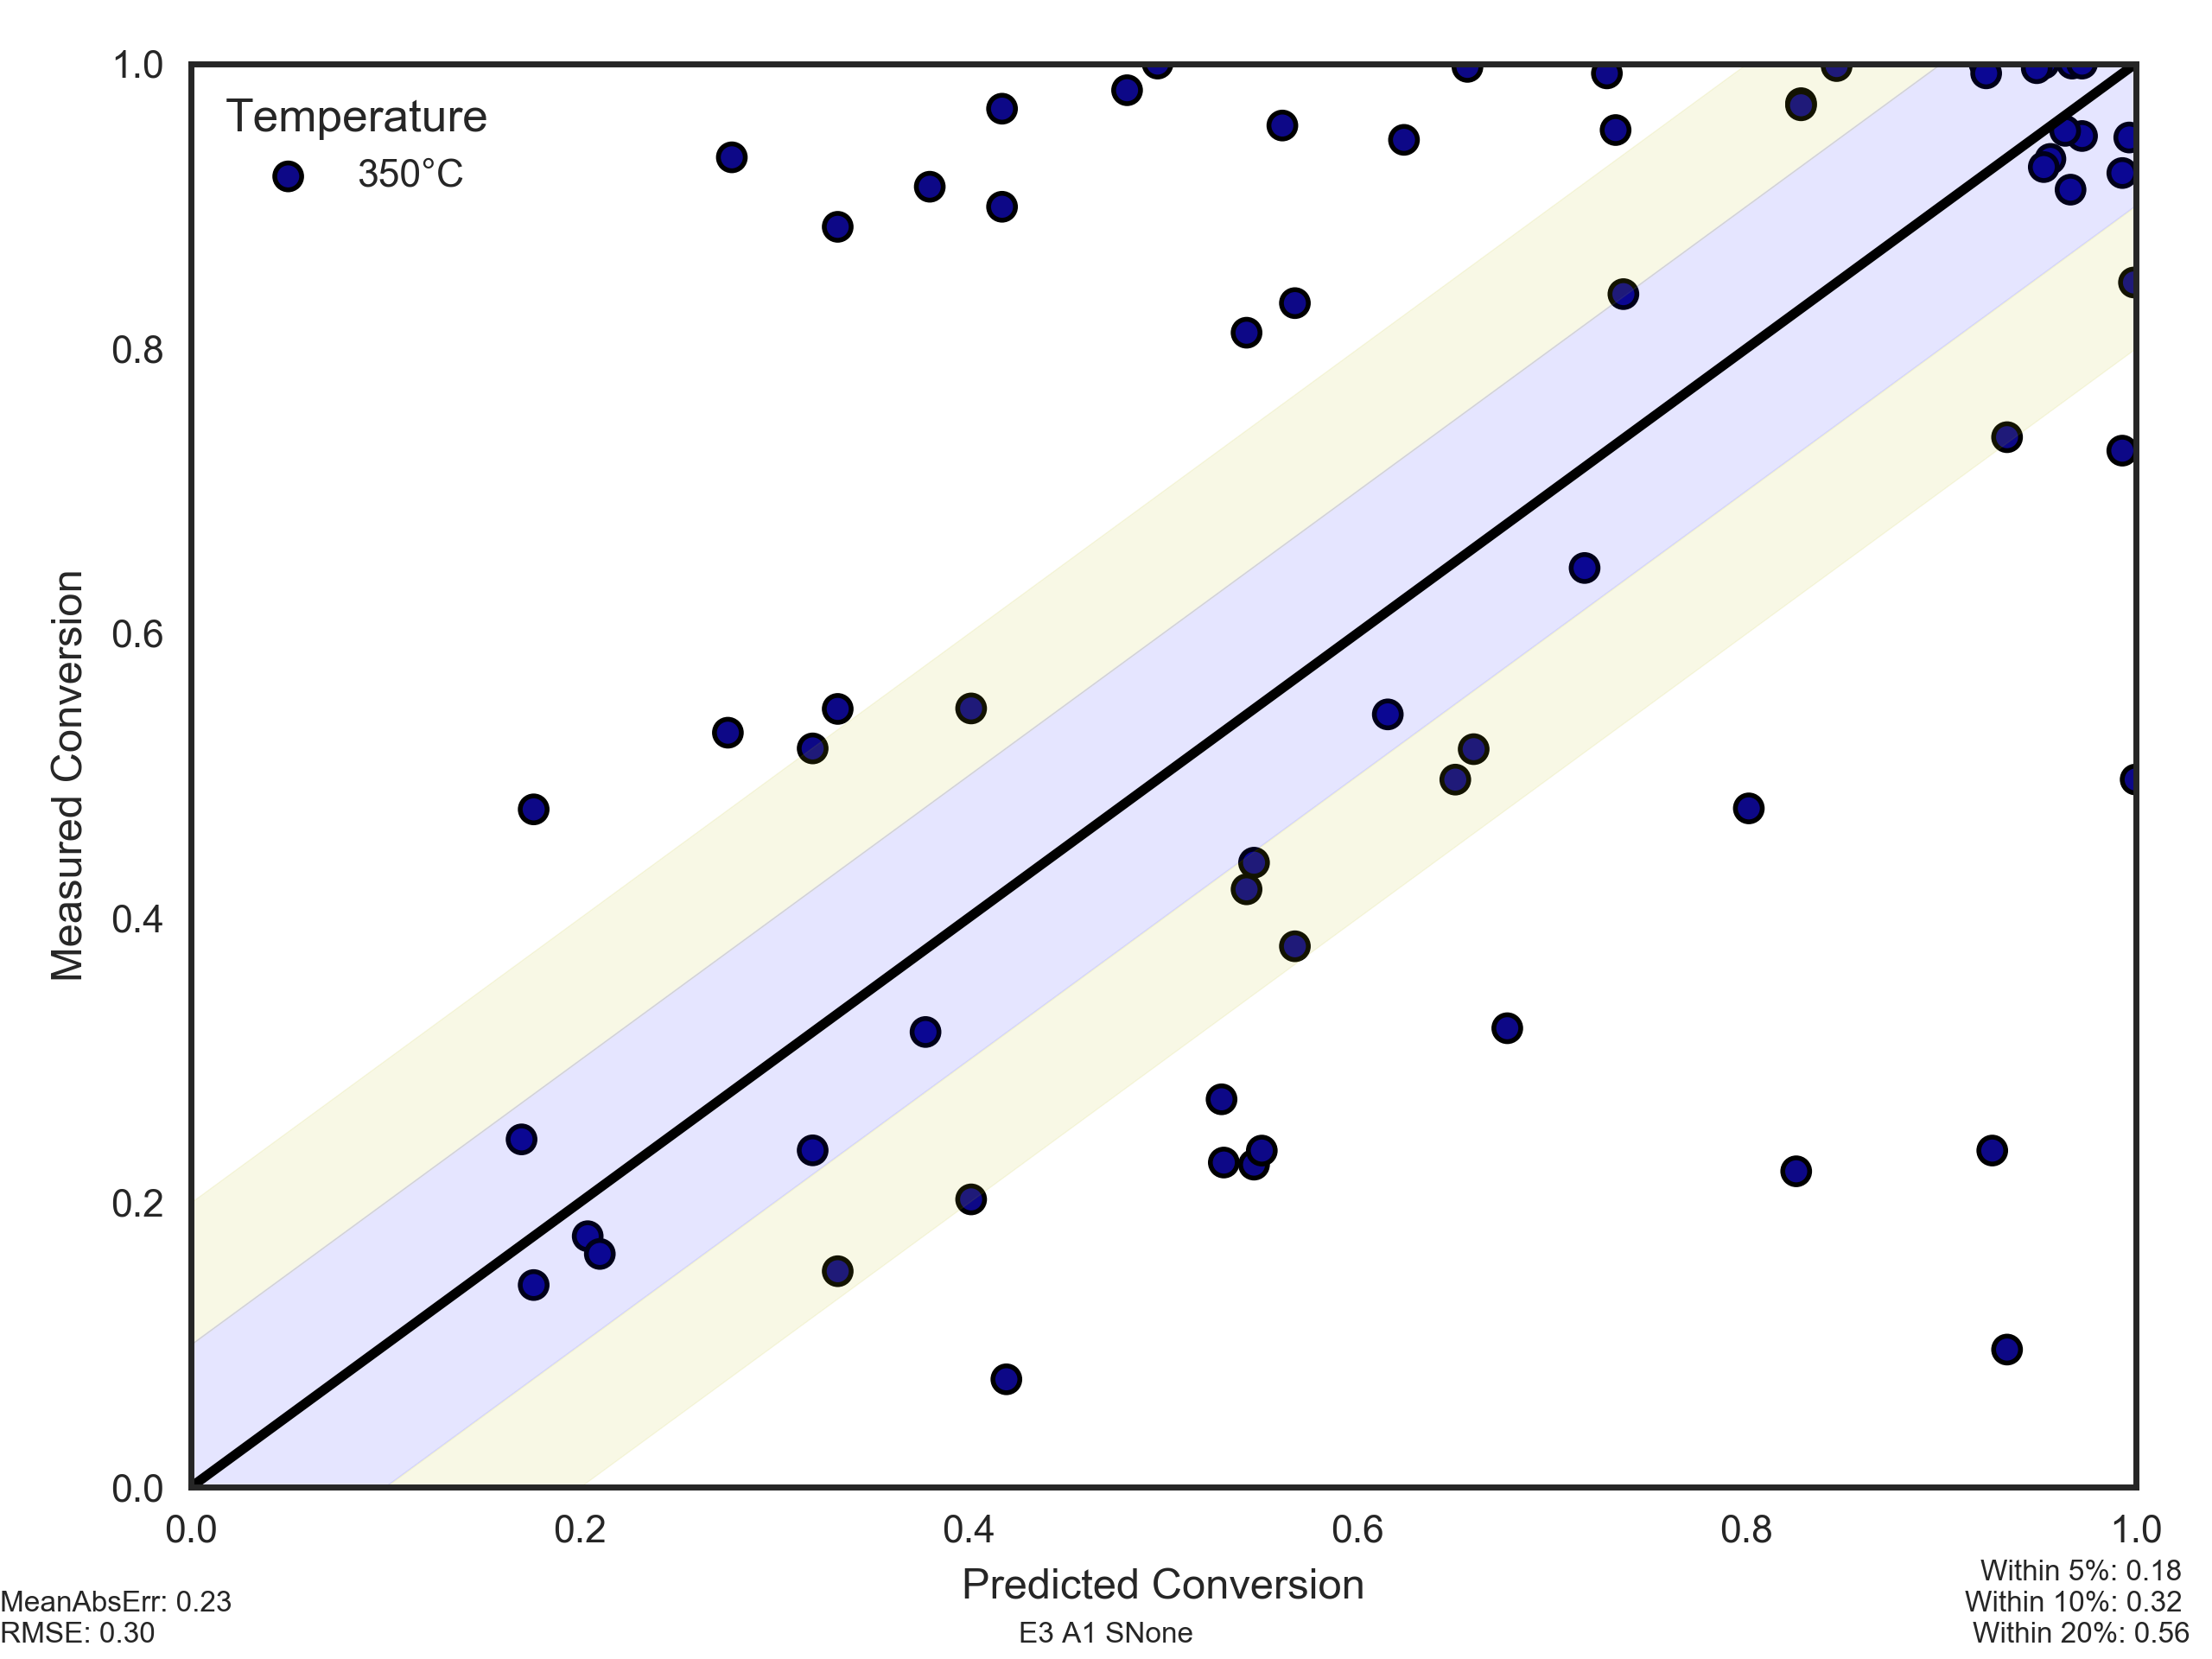 Temperature
350°C
1.0
0.8
0.6
0.4
0.2
0.0
Measured Conversion
0.0 0.2 0.4 0.6 0.8 1.0
Predicted Conversion
E3 A1 SNone
MeanAbsErr: 0.23
RMSE: 0.30
Within 5%: 0.18
Within 10%: 0.32
Within 20%: 0.56